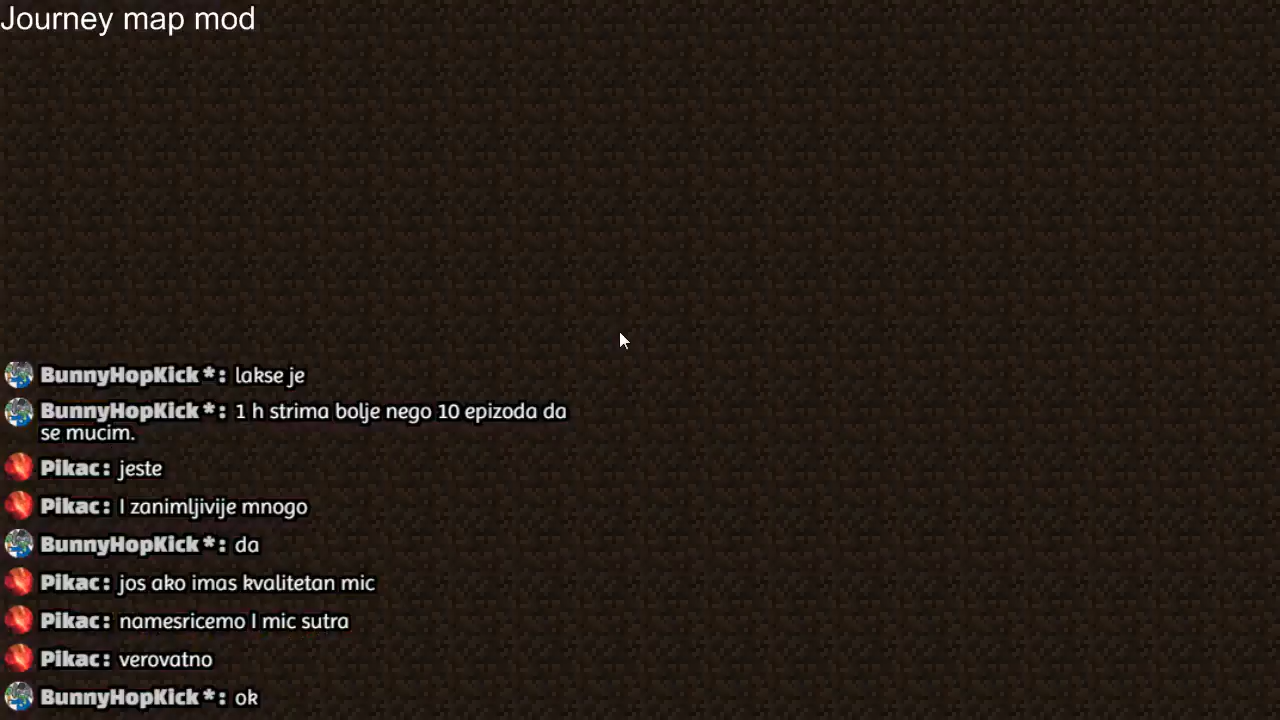 Journey map mod
BunnyHopKick*: lakse je
BunnyHopKick*: 1 h strima bolje nego 10 epizoda da
se mucim.
Pikac: jeste
Pikac: I zanimljivije mnogo
BunnyHopKick*: da
Pikac: jos ako imas kvalitetan mic
Pikac: namesricemo I mic sutra
Pikac: verovatno
BunnyHopKick*: ok